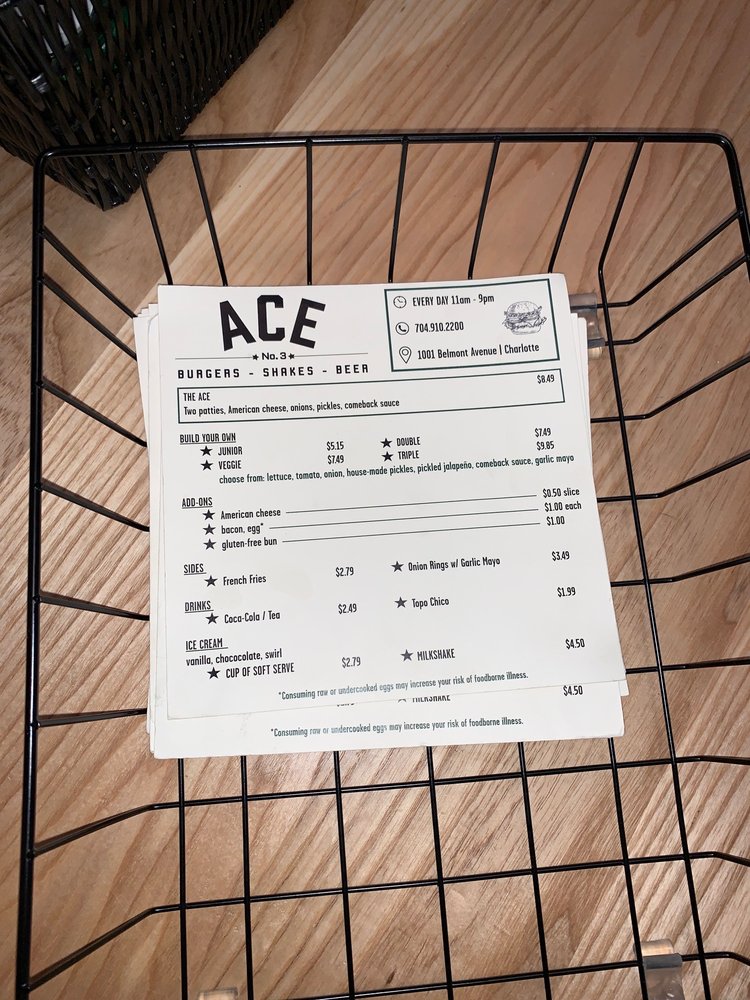 ACE
★ No. 3 ★
BURGERS - SHAKES - BEER
EVERY DAY 11am - 9pm
704.910.2200
1001 Belmont Avenue | Charlotte
THE ACE $8.49
Two patties, American cheese, onions, pickles, comeback sauce
BUILD YOUR OWN
★ JUNIOR $5.15 ★ DOUBLE $7.49
★ VEGGIE $7.49 ★ TRIPLE $9.85
choose from: lettuce, tomato, onion, house-made pickles, pickled jalapeño, comeback sauce, garlic mayo
ADD-ONS
★ American cheese $0.50 slice
★ bacon, egg* $1.00 each
★ gluten-free bun $1.00
SIDES
★ French Fries $2.79 ★ Onion Rings w/ Garlic Mayo $3.49
DRINKS
★ Coca-Cola / Tea $2.49 ★ Topo Chico $1.99
ICE CREAM
vanilla, chococolate, swirl
★ CUP OF SOFT SERVE $2.79 ★ MILKSHAKE $4.50
*Consuming raw or undercooked eggs may increase your risk of foodborne illness.
MILKSHAKE $4.50
*Consuming raw or undercooked eggs may increase your risk of foodborne illness.